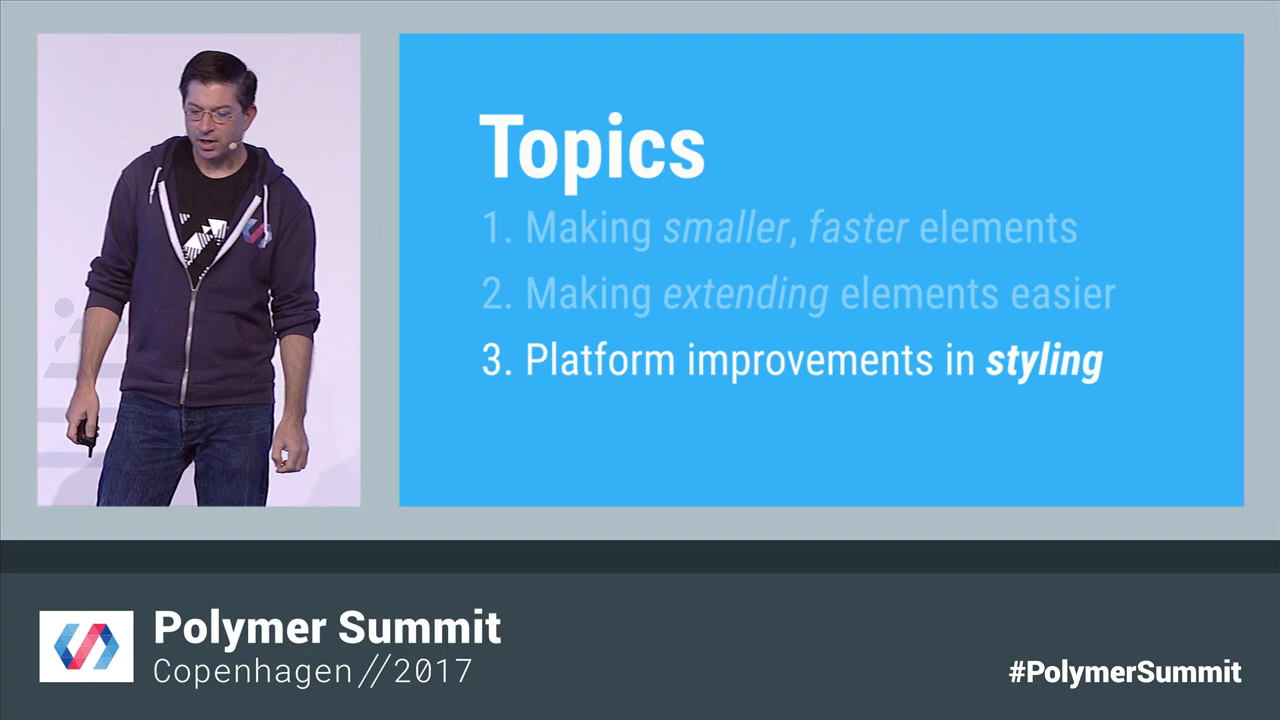 Topics
1. Making smaller, faster elements
2. Making extending elements easier
3. Platform improvements in styling
Polymer Summit
Copenhagen//2017
#PolymerSummit